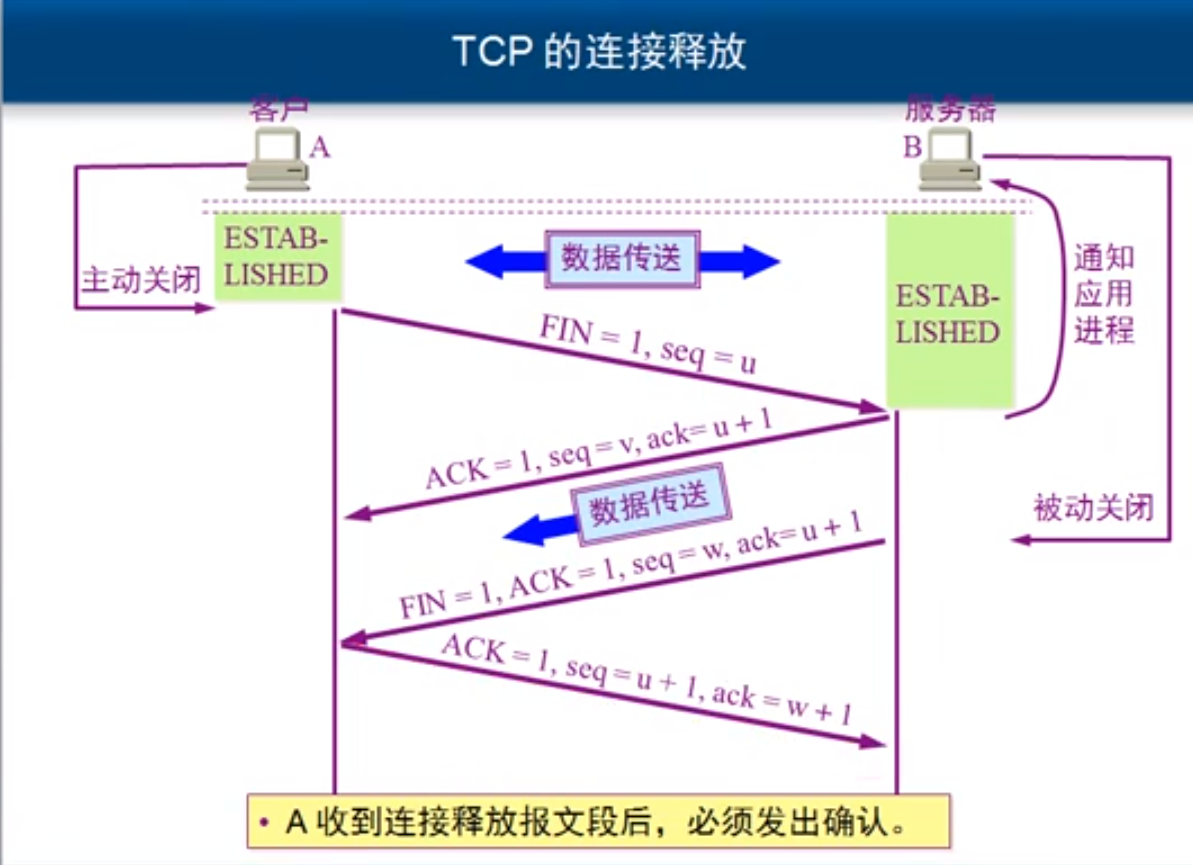 TCP 的连接释放
客户
A
服务器
B
ESTAB-
LISHED
主动关闭
数据传送
ESTAB-
LISHED
通知
应用
进程
FIN = 1, seq = u
ACK = 1, seq = v, ack= u + 1
数据传送
被动关闭
FIN = 1, ACK = 1, seq = w, ack= u + 1
ACK = 1, seq = u + 1, ack = w + 1
• A 收到连接释放报文段后，必须发出确认。